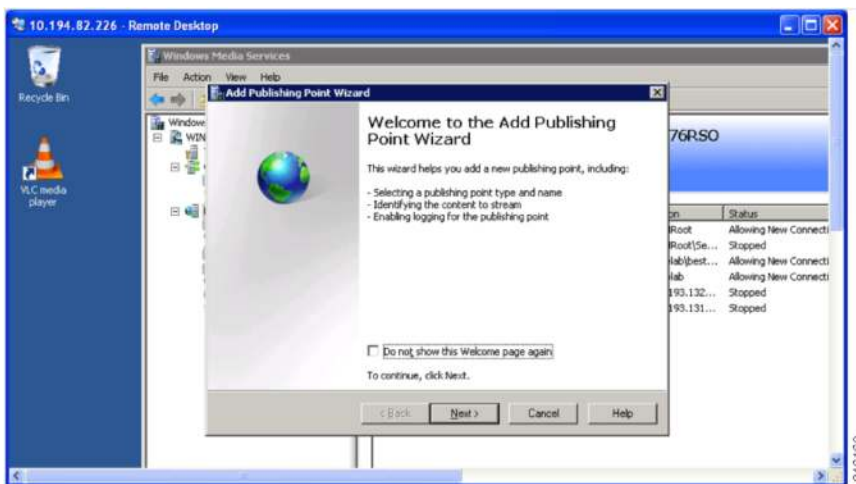 10.194.82.226 - Remote Desktop
Recycle Bin
VLC media
player
Windows Media Services
File Action View Help
Window
WIN
Add Publishing Point Wizard
Welcome to the Add Publishing
Point Wizard
This wizard helps you add a new publishing point, including:
- Selecting a publishing point type and name
- Identifying the content to stream
- Enabling logging for the publishing point
Do not show this Welcome page again
To continue, click Next.
< Back Next > Cancel Help
76RSO
on Status
Root Allowing New Connecti
Root\Se... Stopped
lab\best... Allowing New Connecti
lab Allowing New Connecti
193.132... Stopped
193.131... Stopped